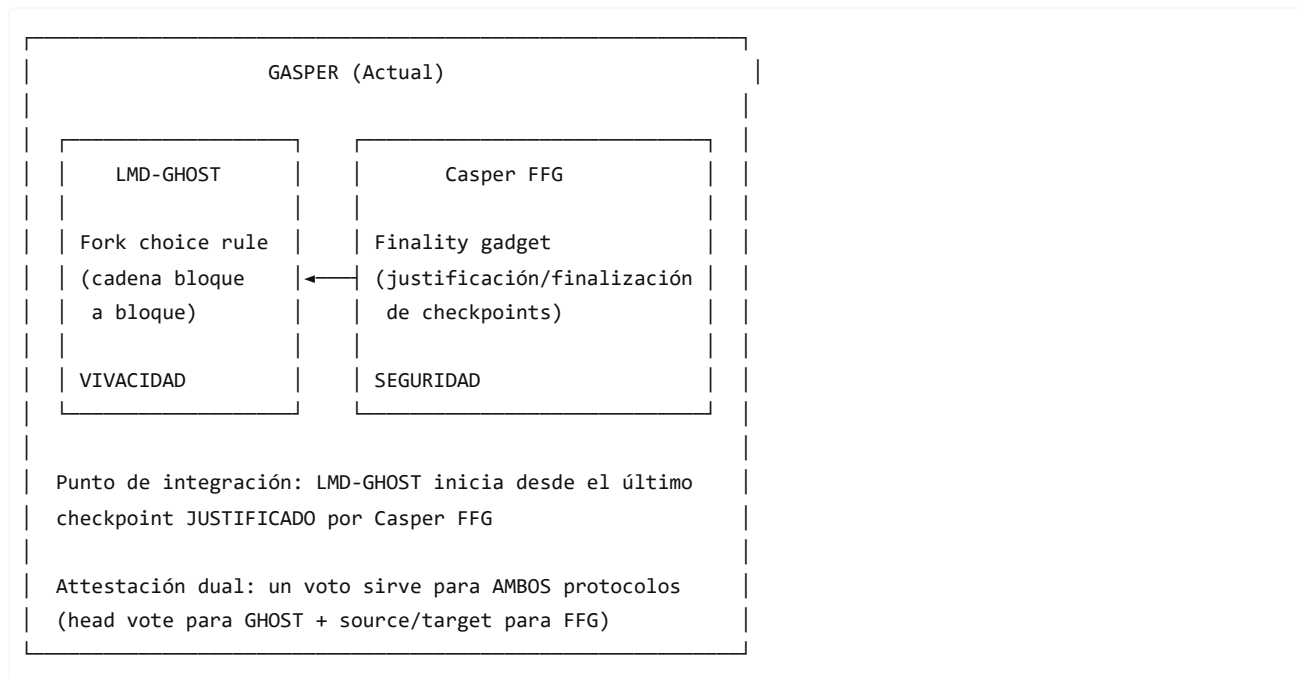 GASPER (Actual)
LMD-GHOST Casper FFG
Fork choice rule Finality gadget
(cadena bloque (justificación/finalización
a bloque) de checkpoints)
VIVACIDAD SEGURIDAD
Punto de integración: LMD-GHOST inicia desde el último
checkpoint JUSTIFICADO por Casper FFG
Attestación dual: un voto sirve para AMBOS protocolos
(head vote para GHOST + source/target para FFG)